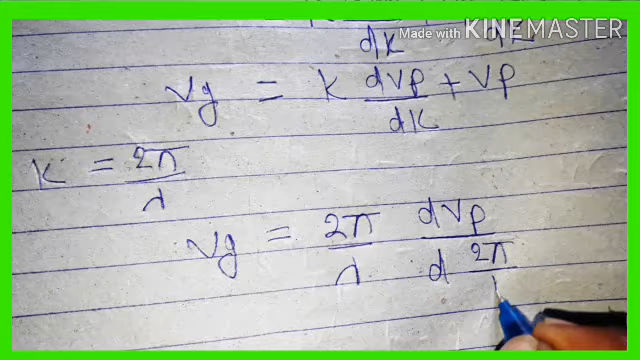 Made with KINEMASTER
dK
Vg = K dVp/dK + Vp
K = 2π/λ
Vg = 2π/λ dVp/d 2π/